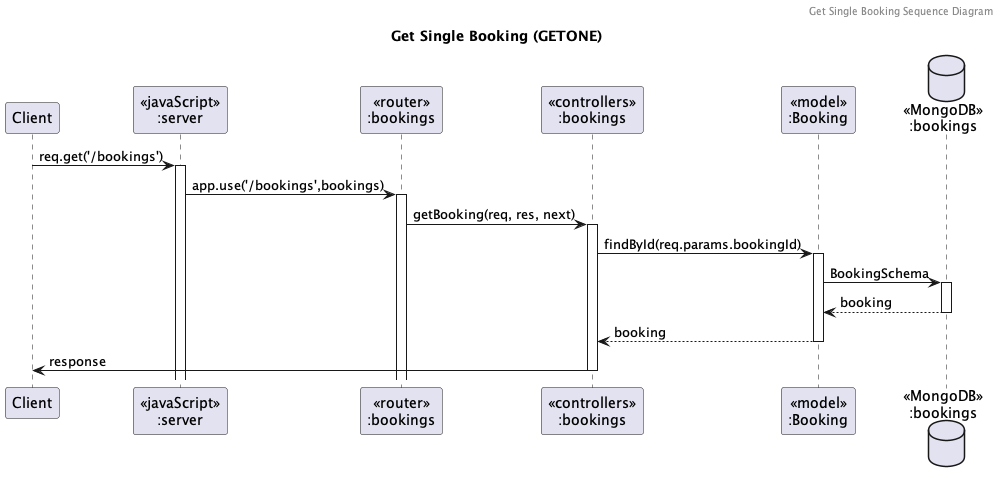 Get Single Booking Sequence Diagram
Get Single Booking (GETONE)
Client
«javaScript»
:server
«router»
:bookings
«controllers»
:bookings
«model»
:Booking
«MongoDB»
:bookings
req.get('/bookings')
app.use('/bookings',bookings)
getBooking(req, res, next)
findById(req.params.bookingId)
BookingSchema
booking
booking
response
Client
«javaScript»
:server
«router»
:bookings
«controllers»
:bookings
«model»
:Booking
«MongoDB»
:bookings